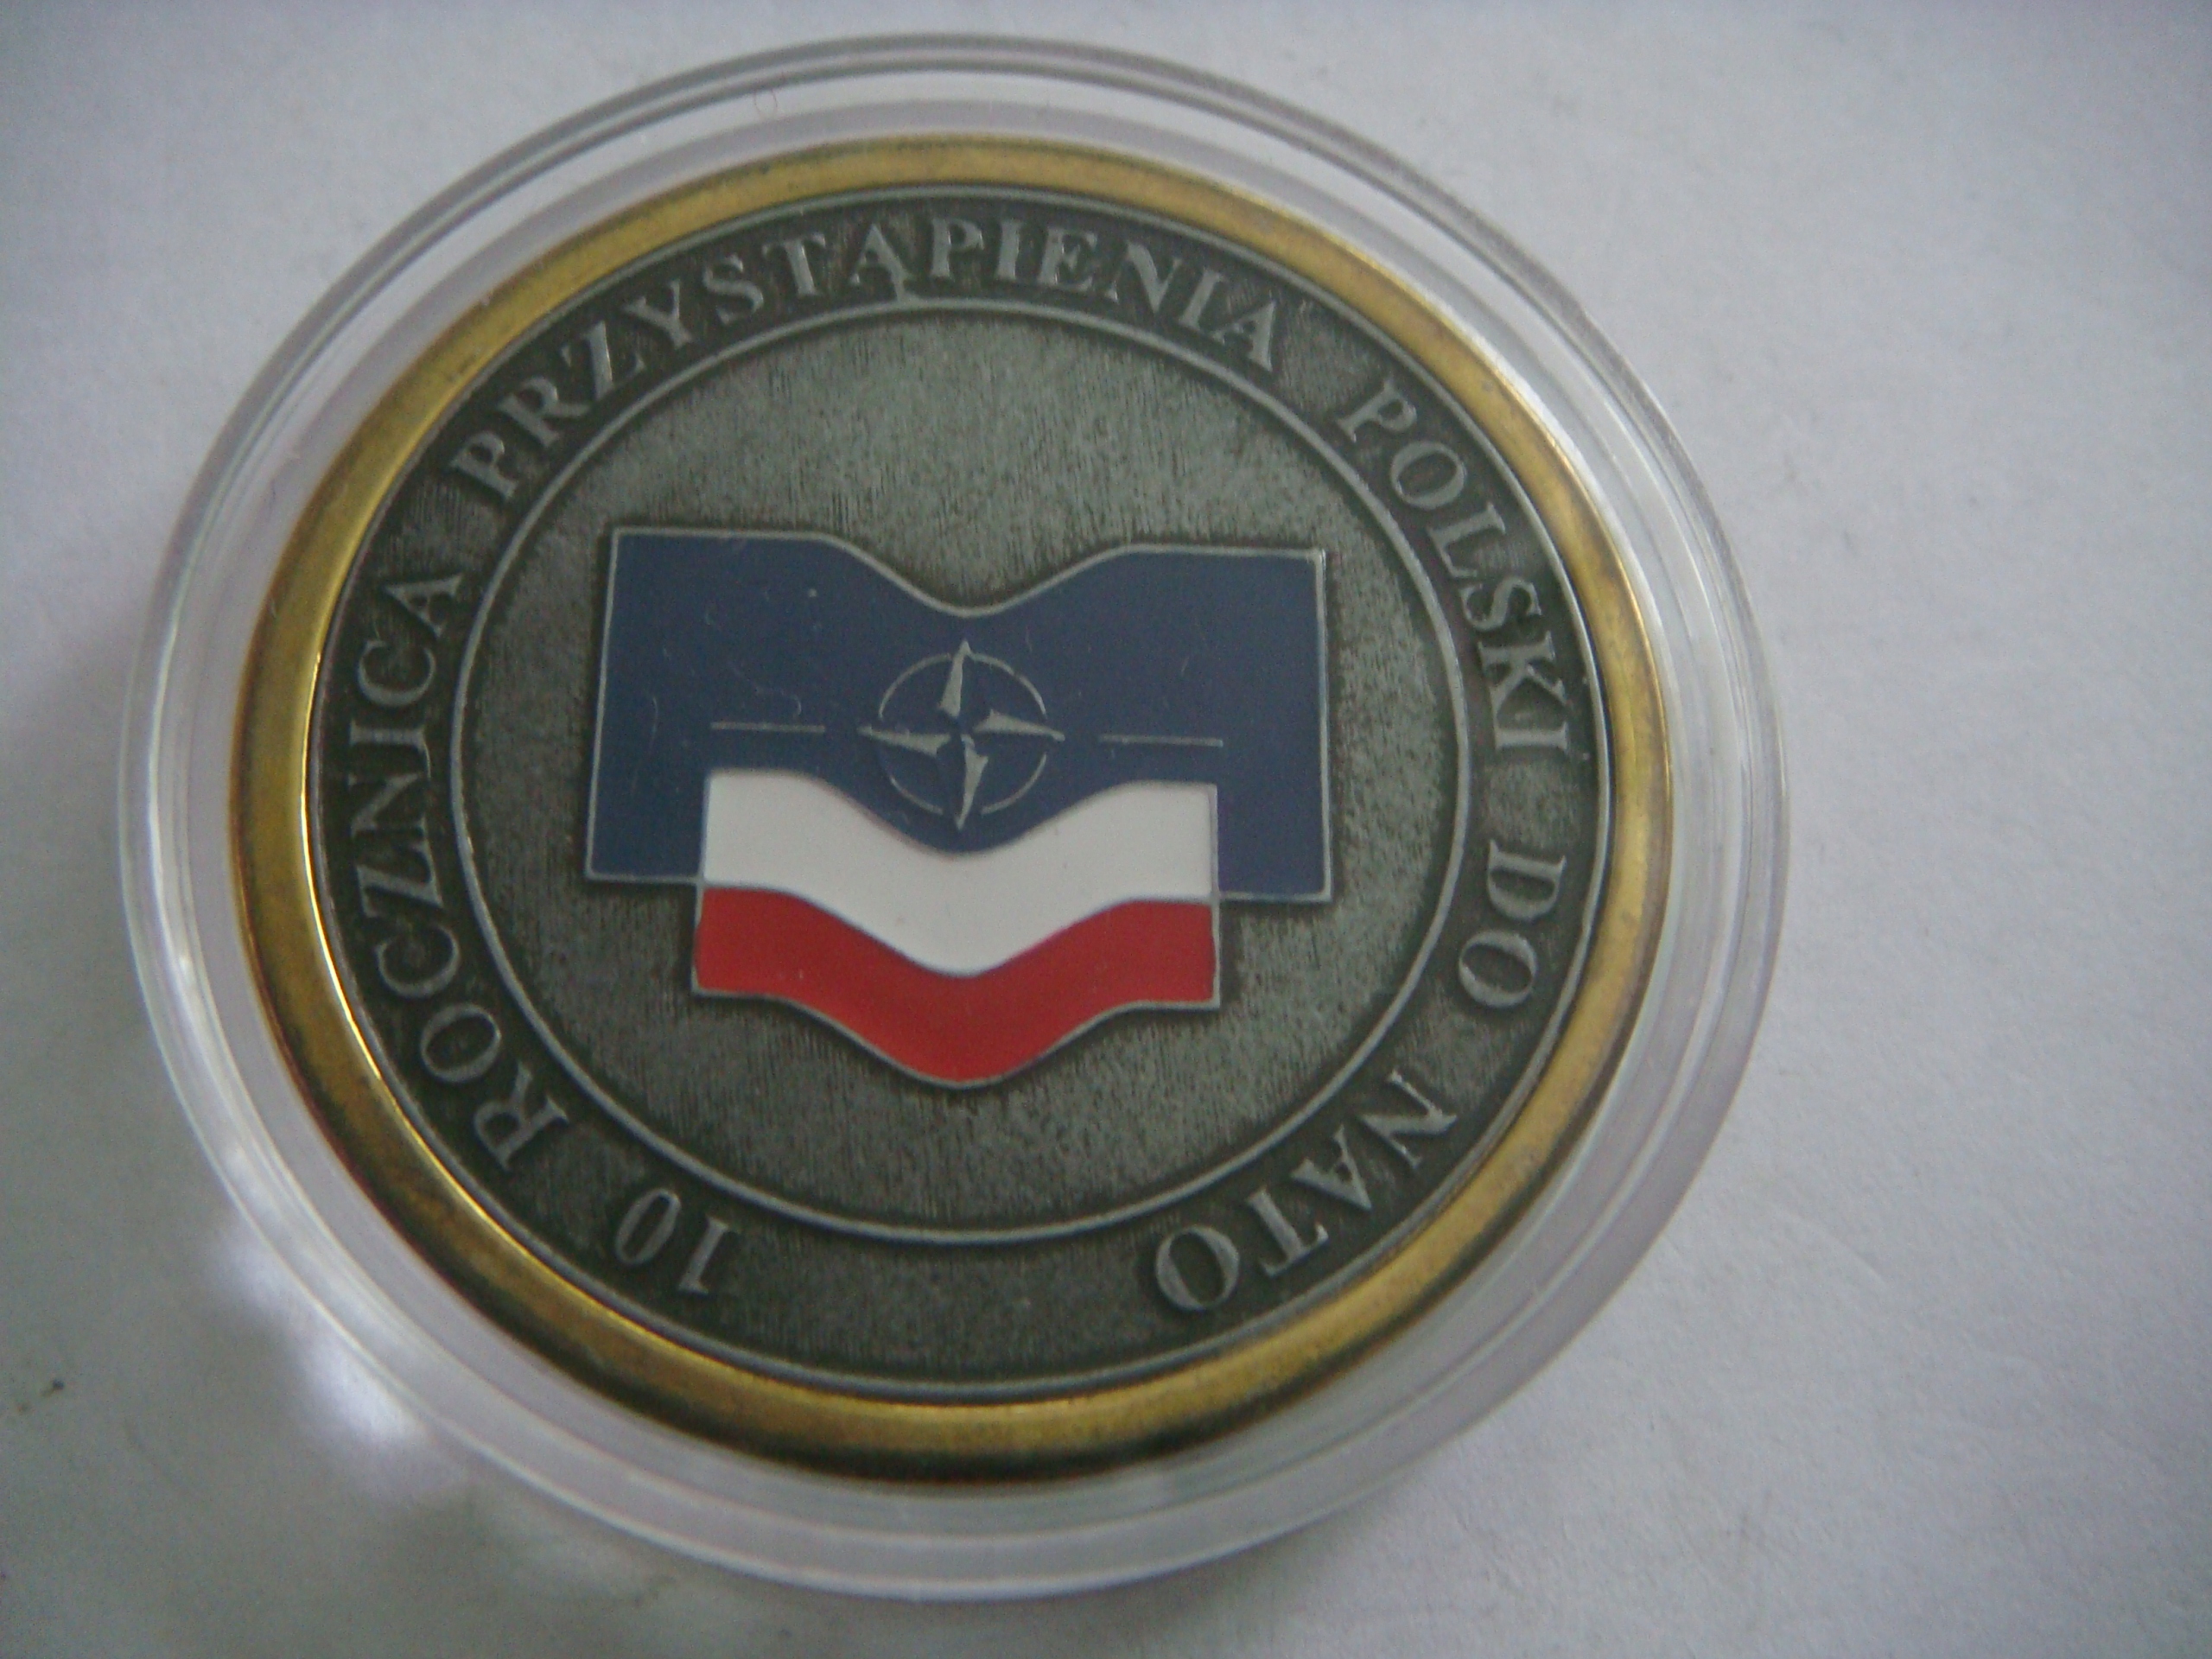 10 ROCZNICA PRZYSTĄPIENIA POLSKI DO NATO